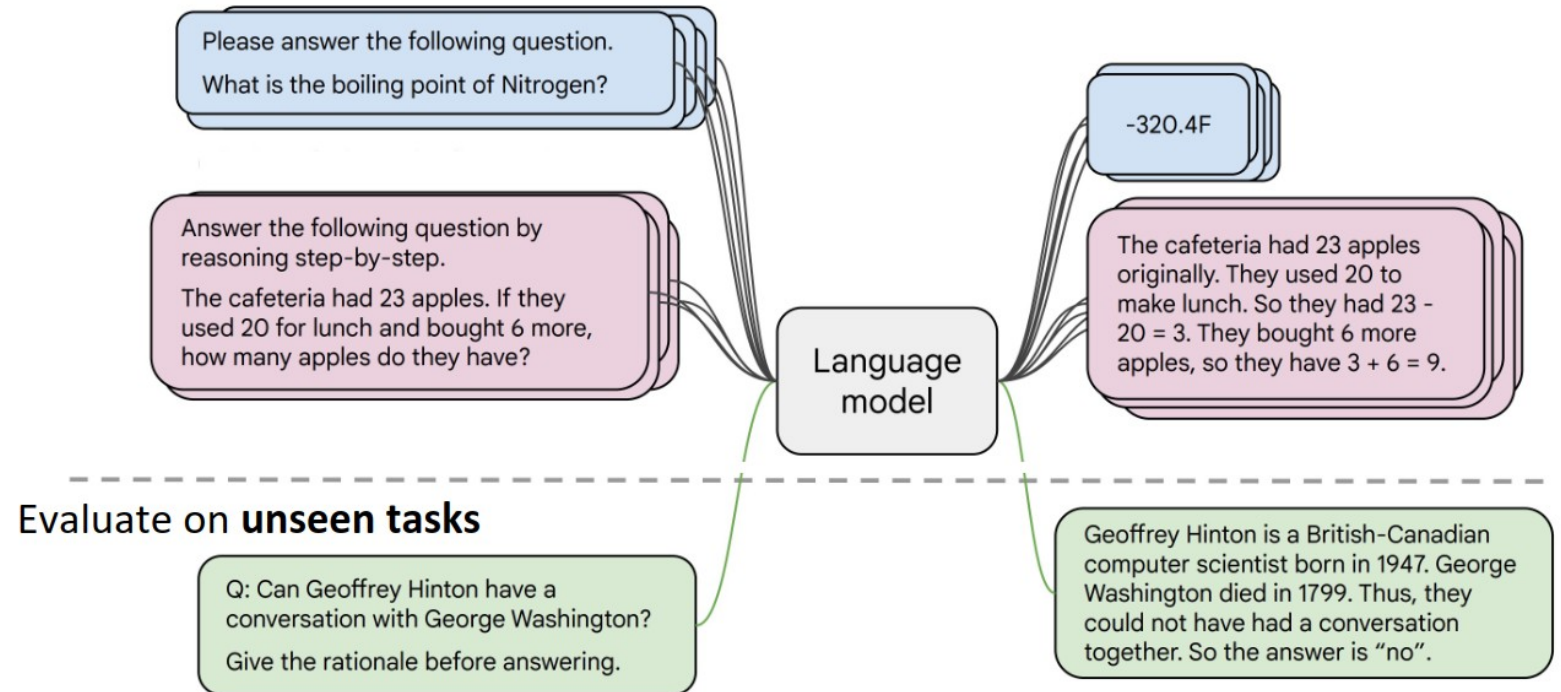 Please answer the following question.
What is the boiling point of Nitrogen?
-320.4F
Answer the following question by
reasoning step-by-step.
The cafeteria had 23 apples. If they
used 20 for lunch and bought 6 more,
how many apples do they have?
Language
model
The cafeteria had 23 apples
originally. They used 20 to
make lunch. So they had 23 -
20 = 3. They bought 6 more
apples, so they have 3 + 6 = 9.
Evaluate on unseen tasks
Q: Can Geoffrey Hinton have a
conversation with George Washington?
Give the rationale before answering.
Geoffrey Hinton is a British-Canadian
computer scientist born in 1947. George
Washington died in 1799. Thus, they
could not have had a conversation
together. So the answer is “no”.